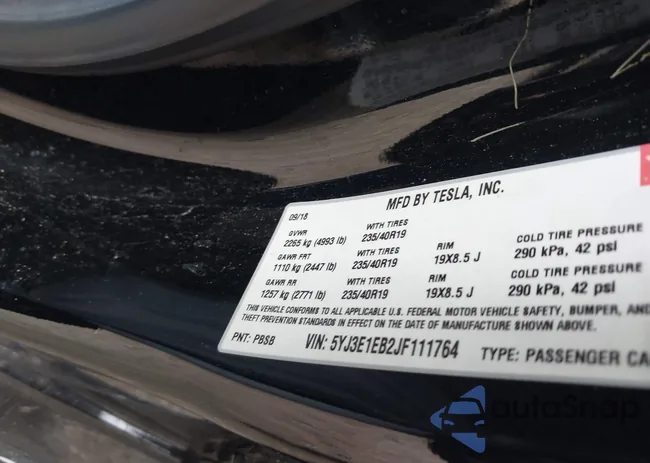 MFD BY TESLA, INC.
09/18
GVWR WITH TIRES
2265 kg (4993 lb) 235/40R19
GAWR FRT WITH TIRES RIM COLD TIRE PRESSURE
1110 kg (2447 lb) 235/40R19 19X8.5 J 290 kPa, 42 psi
GAWR RR WITH TIRES RIM COLD TIRE PRESSURE
1257 kg (2771 lb) 235/40R19 19X8.5 J 290 kPa, 42 psi
THIS VEHICLE CONFORMS TO ALL APPLICABLE U.S. FEDERAL MOTOR VEHICLE SAFETY, BUMPER, AND
THEFT PREVENTION STANDARDS IN EFFECT ON THE DATE OF MANUFACTURE SHOWN ABOVE.
PNT: PBSB VIN: 5YJ3E1EB2JF111764 TYPE: PASSENGER CA
autoSnap